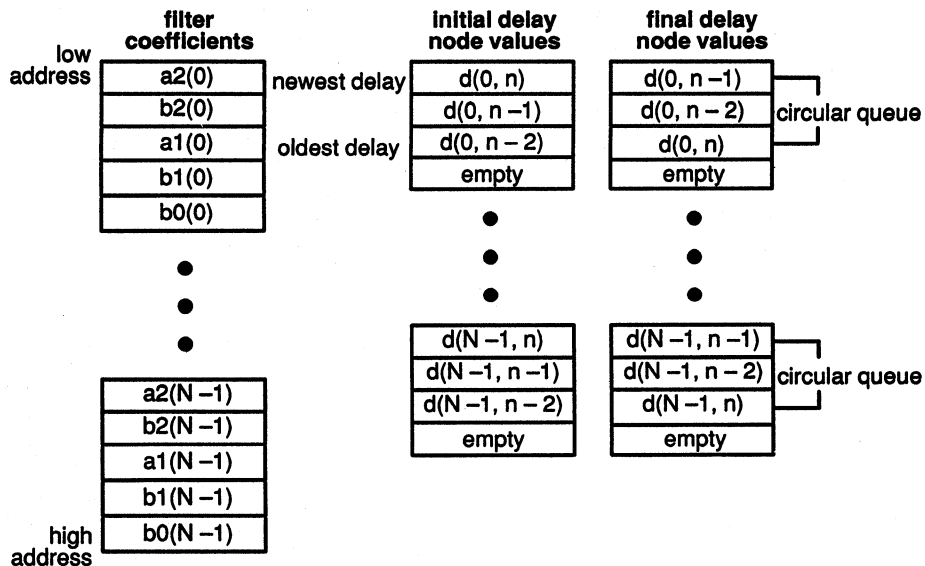 filter
coefficients
initial delay
node values
final delay
node values
low
address
a2(0)
b2(0)
a1(0)
b1(0)
b0(0)
newest delay
oldest delay
d(0, n)
d(0, n –1)
d(0, n – 2)
empty
d(0, n –1)
d(0, n – 2)
d(0, n)
empty
circular queue
a2(N –1)
b2(N –1)
a1(N –1)
b1(N –1)
b0(N –1)
high
address
d(N –1, n)
d(N –1, n –1)
d(N –1, n – 2)
empty
d(N –1, n –1)
d(N –1, n – 2)
d(N –1, n)
empty
circular queue